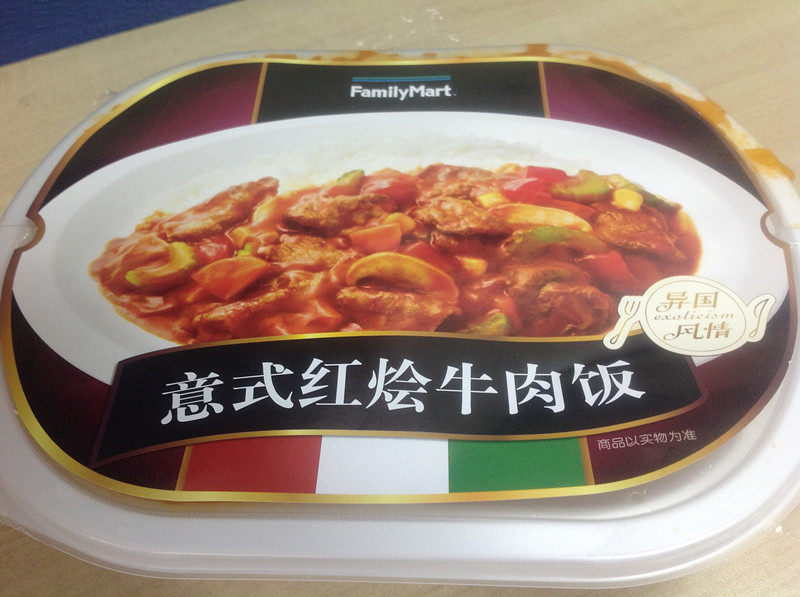 FamilyMart
异国
exoticism
风情
意式红烩牛肉饭
商品以实物为准